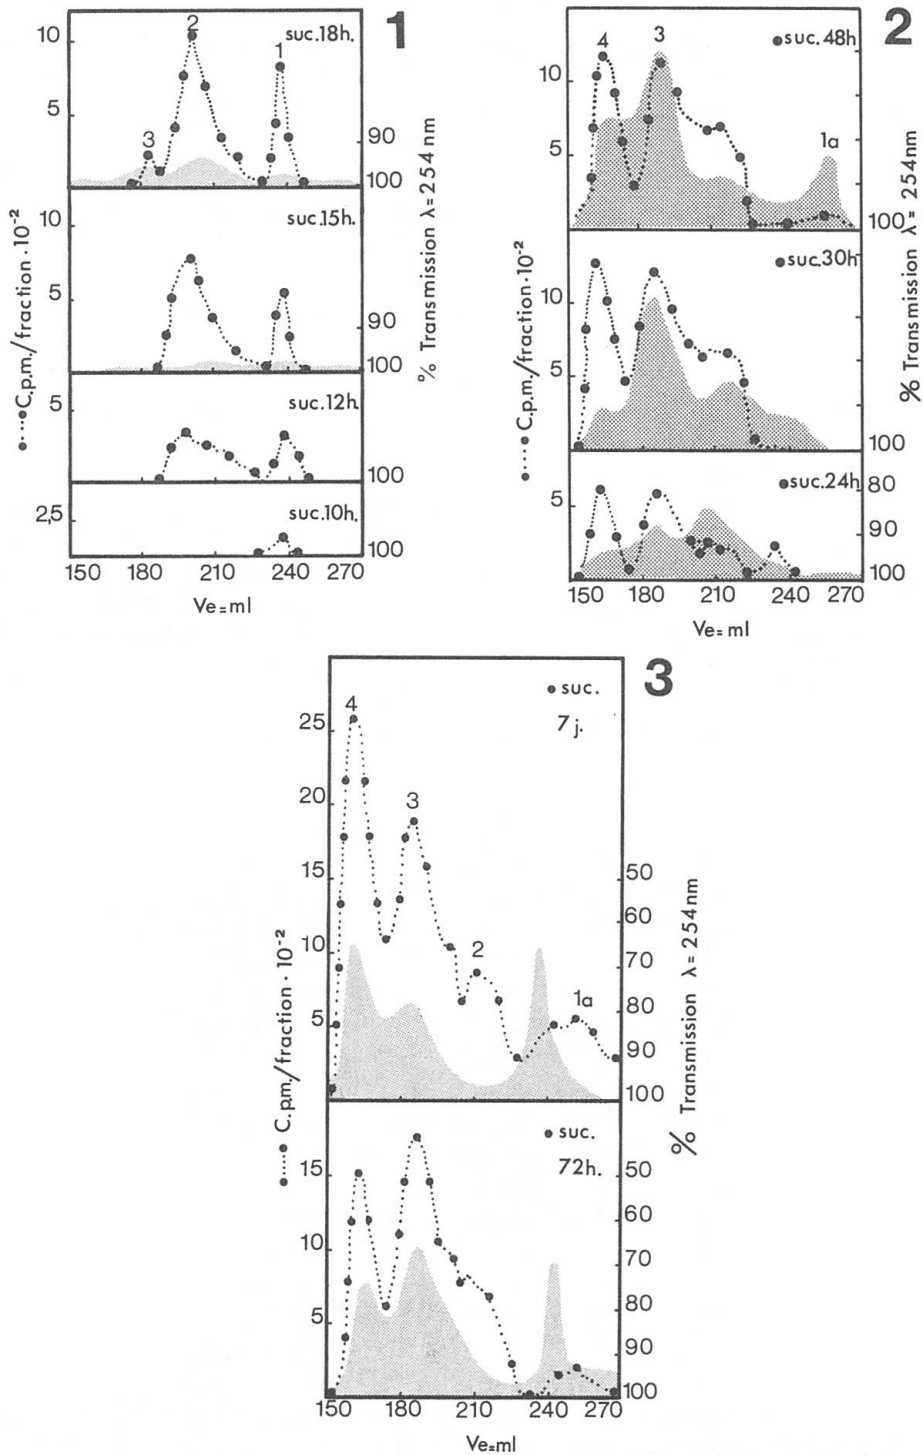 1
suc.18h.
2
1
3
10
5
90
100
suc.15h.
10
5
90
100
suc.12h.
5
100
suc.10h.
2,5
100
150 180 210 240 270
Ve=ml
C.p.m./fraction · 10⁻²
% Transmission λ=254 nm
2
suc.48h
4
3
1a
10
5
100
suc.30h
10
5
100
suc.24h
5
80
90
100
150 180 210 240 270
Ve=ml
C.p.m./fraction · 10⁻²
% Transmission λ= 254nm
3
suc.
7 j.
4
3
2
1a
25
20
15
10
5
50
60
70
80
90
100
suc.
72h.
15
10
5
50
60
70
80
90
100
150 180 210 240 270
Ve=ml
C.p.m./fraction · 10⁻²
% Transmission λ=254nm